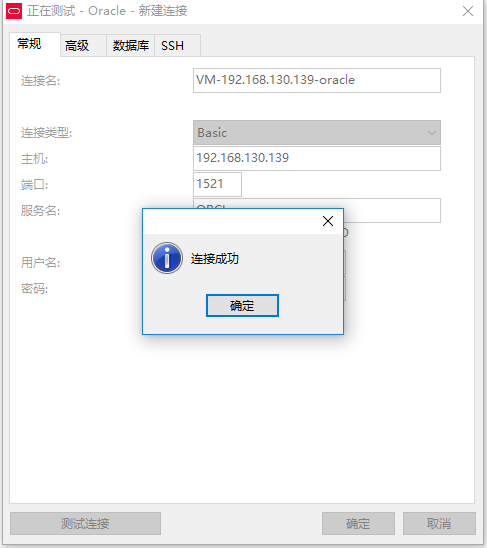 正在测试 - Oracle - 新建连接
常规 高级 数据库 SSH
连接名: VM-192.168.130.139-oracle
连接类型: Basic
主机: 192.168.130.139
端口: 1521
服务名:
用户名:
密码:
连接成功
确定
测试连接 确定 取消